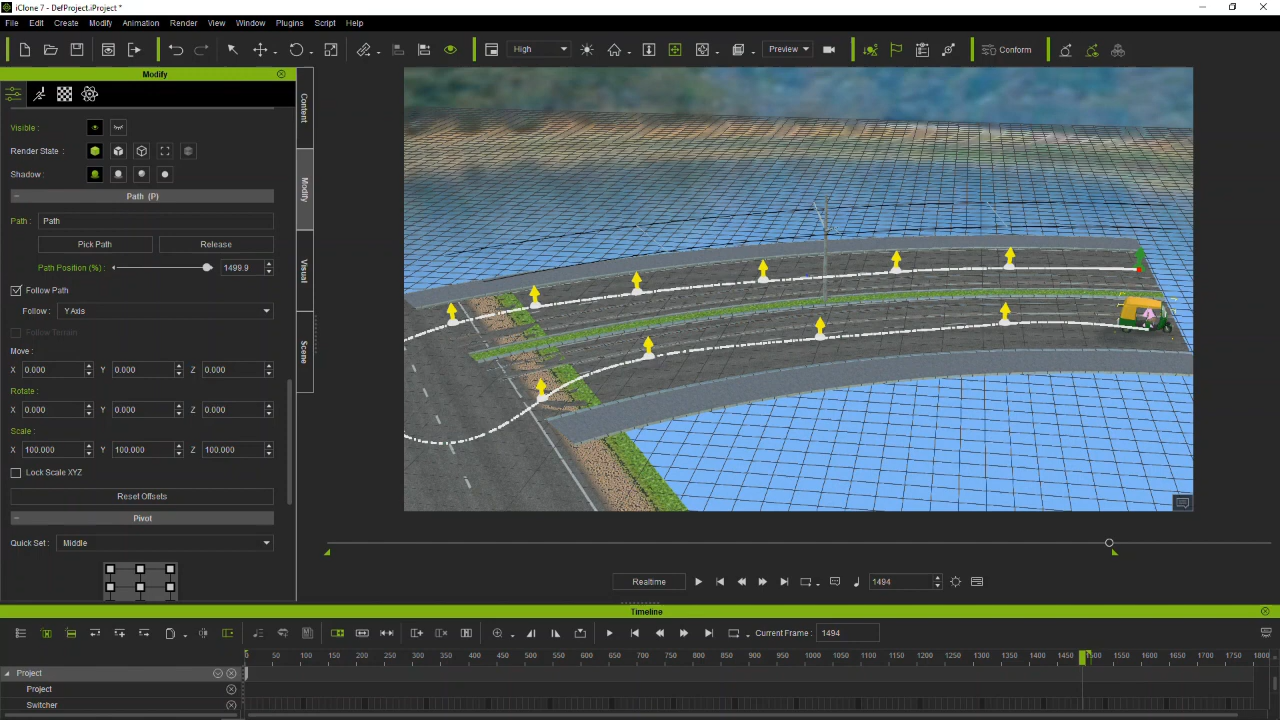 iClone 7 - DefProject.iProject *
File Edit Create Modify Animation Render View Window Plugins Script Help
High Preview Conform
Modify
Content
Modify
Visual
Scene
Visible :
Render State :
Shadow :
Path (P)
Path : Path
Pick Path Release
Path Position (%) : 1499.9
Follow Path
Follow : Y Axis
Follow Terrain
Move :
X 0.000 Y 0.000 Z 0.000
Rotate :
X 0.000 Y 0.000 Z 0.000
Scale :
X 100.000 Y 100.000 Z 100.000
Lock Scale XYZ
Reset Offsets
Pivot
Quick Set : Middle
Realtime 1494
Timeline
Current Frame : 1494
0 50 100 150 200 250 300 350 400 450 500 550 600 650 700 750 800 850 900 950 1000 1050 1100 1150 1200 1250 1300 1350 1400 1450 1500 1550 1600 1650 1700 1750 1800
Project
Project
Switcher